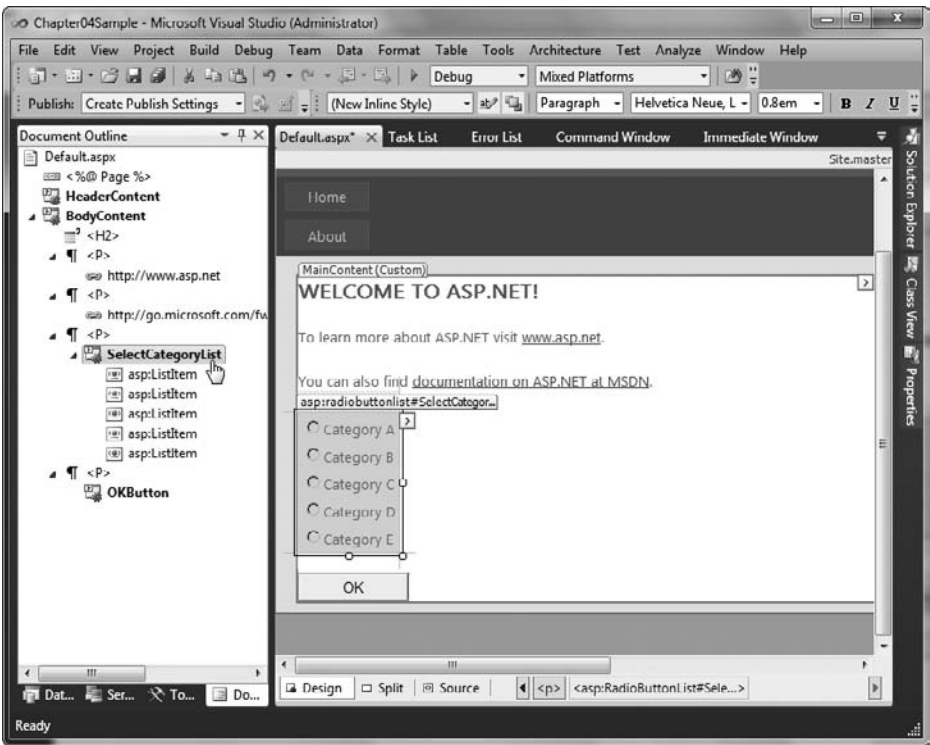 Chapter04Sample - Microsoft Visual Studio (Administrator)
File Edit View Project Build Debug Team Data Format Table Tools Architecture Test Analyze Window Help
Debug Mixed Platforms
Publish: Create Publish Settings (New Inline Style) Paragraph Helvetica Neue, L 0.8em B I U
Document Outline
Default.aspx
<%@ Page %>
HeaderContent
BodyContent
<H2>
<P>
http://www.asp.net
<P>
http://go.microsoft.com/fw
<P>
SelectCategoryList
asp:ListItem
asp:ListItem
asp:ListItem
asp:ListItem
asp:ListItem
<P>
OKButton
Dat... Ser... To... Do...
Default.aspx* Task List Error List Command Window Immediate Window
Site.master
Home
About
MainContent (Custom)
WELCOME TO ASP.NET!
To learn more about ASP.NET visit www.asp.net.
You can also find documentation on ASP.NET at MSDN.
asp:radiobuttonlist#SelectCategor...
Category A
Category B
Category C
Category D
Category E
OK
Design Split Source <p> <asp:RadioButtonList#Sele...>
Solution Explorer
Class View
Properties
Ready